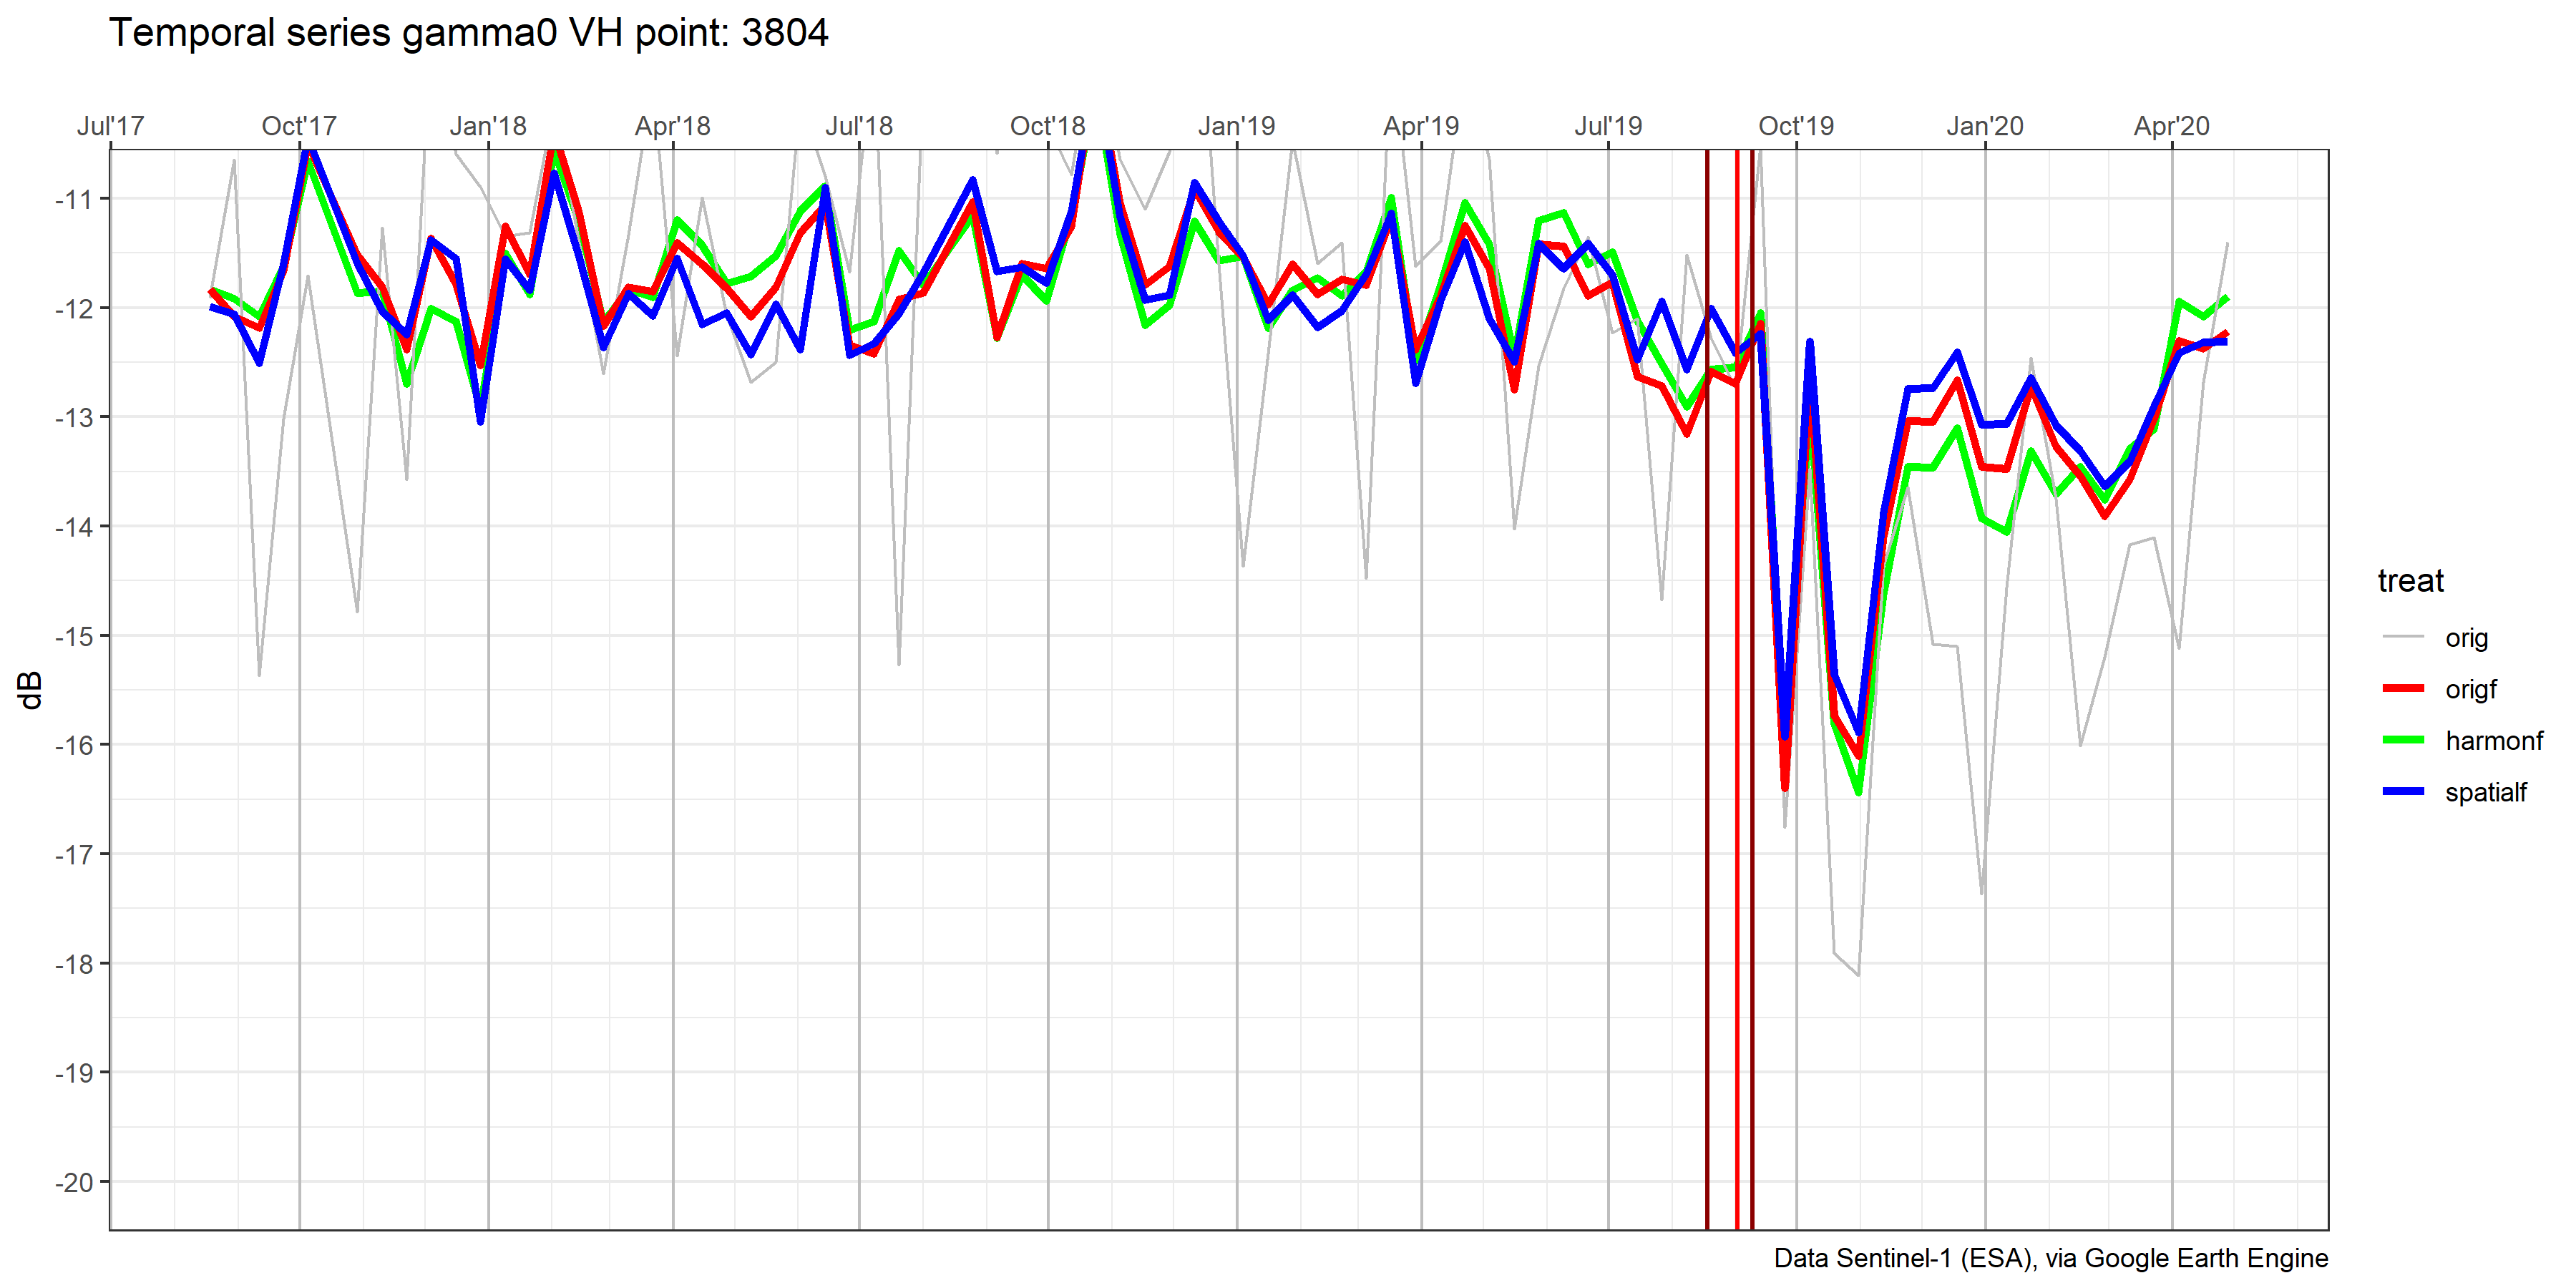 Temporal series gamma0 VH point: 3804
Jul'17 Oct'17 Jan'18 Apr'18 Jul'18 Oct'18 Jan'19 Apr'19 Jul'19 Oct'19 Jan'20 Apr'20
-11
-12
-13
-14
-15
-16
-17
-18
-19
-20
dB
treat
orig
origf
harmonf
spatialf
Data Sentinel-1 (ESA), via Google Earth Engine